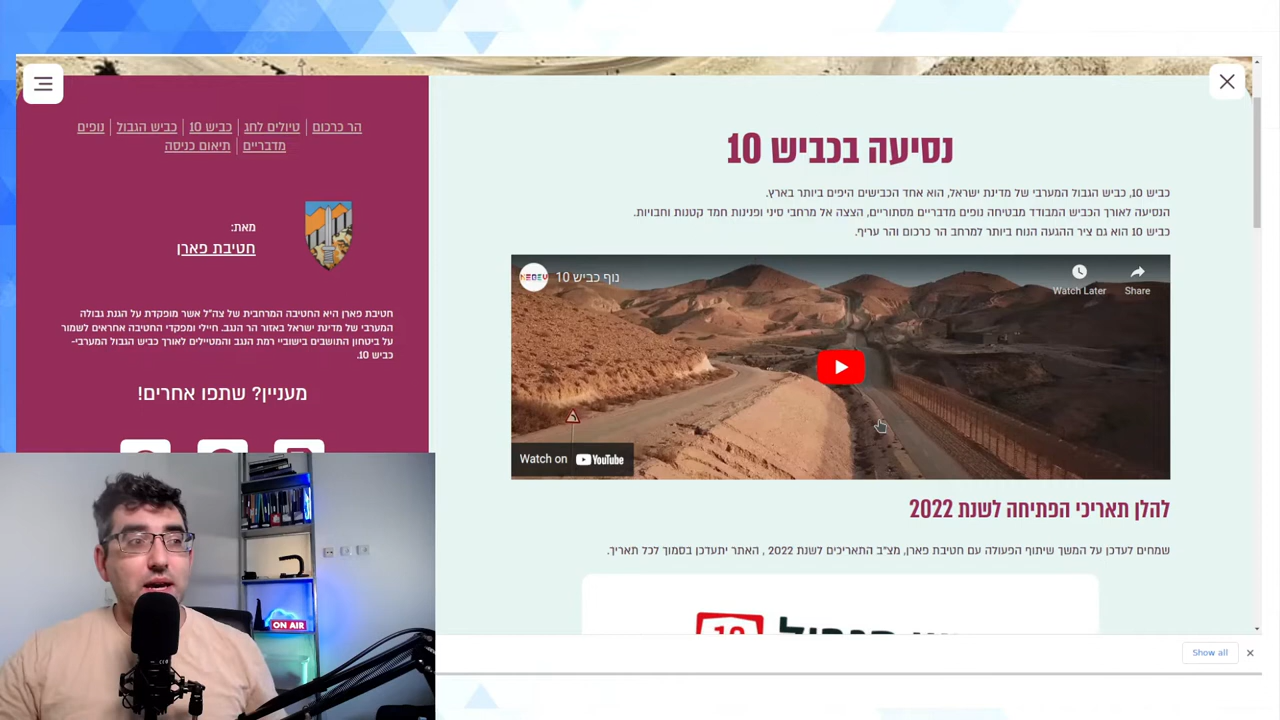 הר כרכום | טיולים לחג | כביש 10 | כביש הגבול | נופים
מדבריים | תיאום כניסה
מאת:
חטיבת פארן
חטיבת פארן היא החטיבה המרחבית של צה"ל אשר מופקדת על הגנת גבולה
המערבי של מדינת ישראל באזור הר הנגב. חיילי ומפקדי החטיבה אחראים לשמור
על ביטחון התושבים בישוביי רמת הנגב והמטיילים לאורך כביש הגבול המערבי-
כביש 10.
מעניין? שתפו אחרים!
נסיעה בכביש 10
כביש 10, כביש הגבול המערבי של מדינת ישראל, הוא אחד הכבישים היפים ביותר בארץ.
הנסיעה לאורך הכביש המבודד מבטיחה נופים מדבריים מסתוריים, הצצה אל מרחבי סיני ופנינות חמד קטנות וחבויות.
כביש 10 הוא גם ציר ההגעה הנוח ביותר למרחב הר כרכום והר עריף.
נוף כביש 10
Watch Later
Share
Watch on YouTube
להלן תאריכי הפתיחה לשנת 2022
שמחים לעדכן על המשך שיתוף הפעולה עם חטיבת פארן, מצ"ב התאריכים לשנת 2022 , האתר יתעדכן בסמוך לכל תאריך.
10
Show all
ON AIR